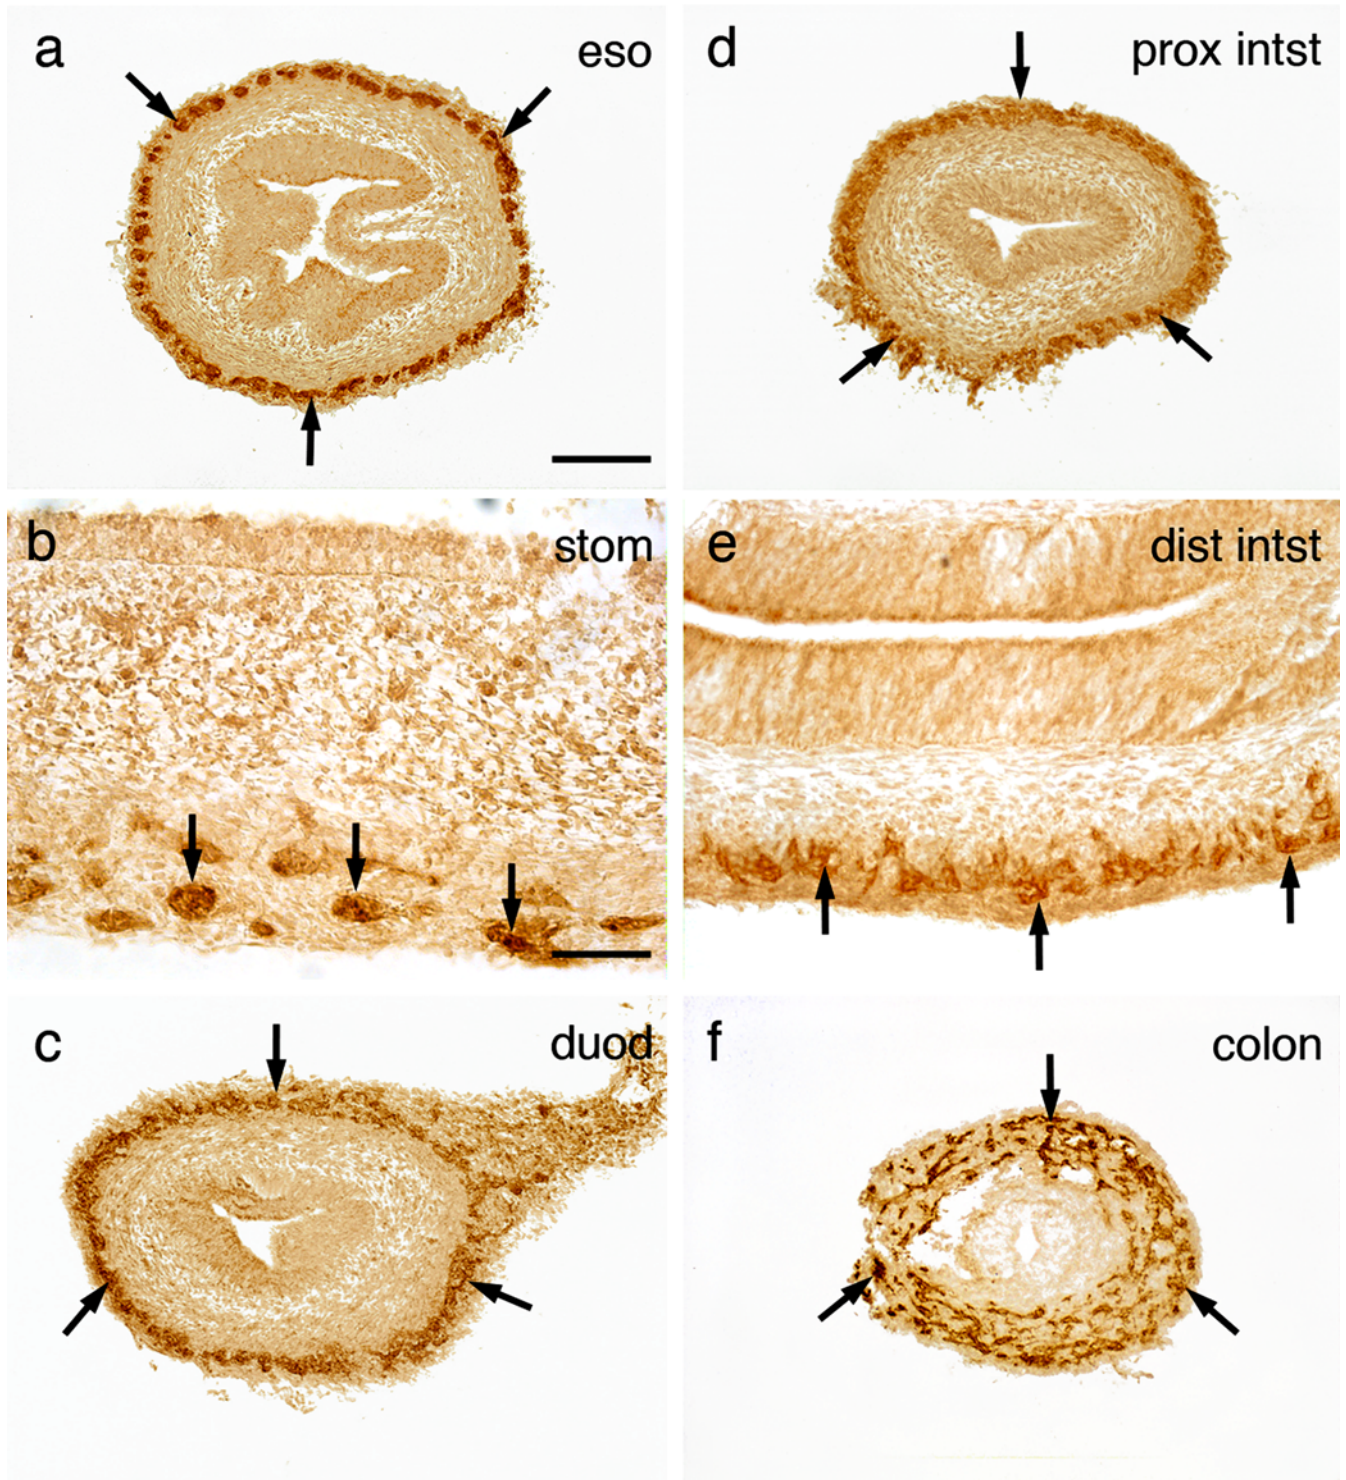 a
eso
d
prox intst
b
stom
e
dist intst
c
duod
f
colon